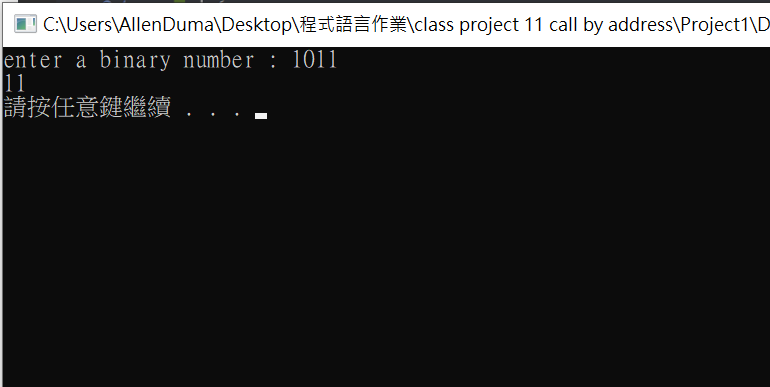 C:\Users\AllenDuma\Desktop\程式語言作業\class project 11 call by address\Project1\D
enter a binary number : 1011
11
請按任意鍵繼續 . . .